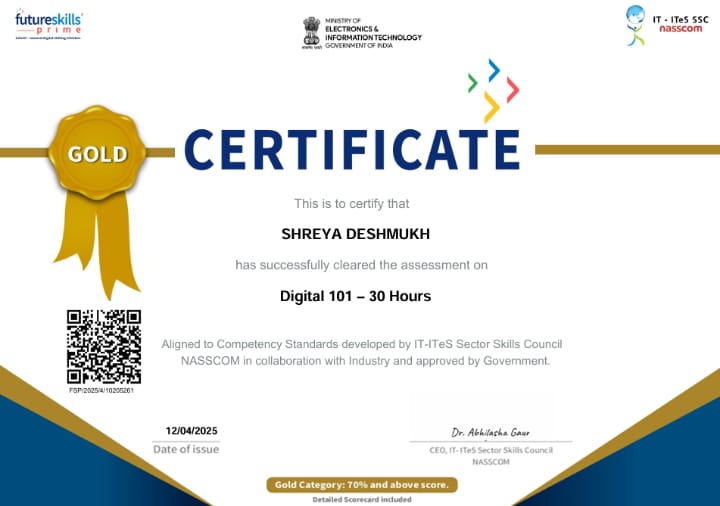 futureskills
prime
MINISTRY OF
ELECTRONICS &
INFORMATION TECHNOLOGY
GOVERNMENT OF INDIA
IT - ITeS SSC
nasscom
GOLD
CERTIFICATE
This is to certify that
SHREYA DESHMUKH
has successfully cleared the assessment on
Digital 101 – 30 Hours
Aligned to Competency Standards developed by IT-ITeS Sector Skills Council
NASSCOM in collaboration with Industry and approved by Government.
FSP/2025/4/10205261
12/04/2025
Date of issue
Dr. Abhilasha Gaur
CEO, IT- ITeS Sector Skills Council
NASSCOM
Gold Category: 70% and above score.
Detailed Scorecard included